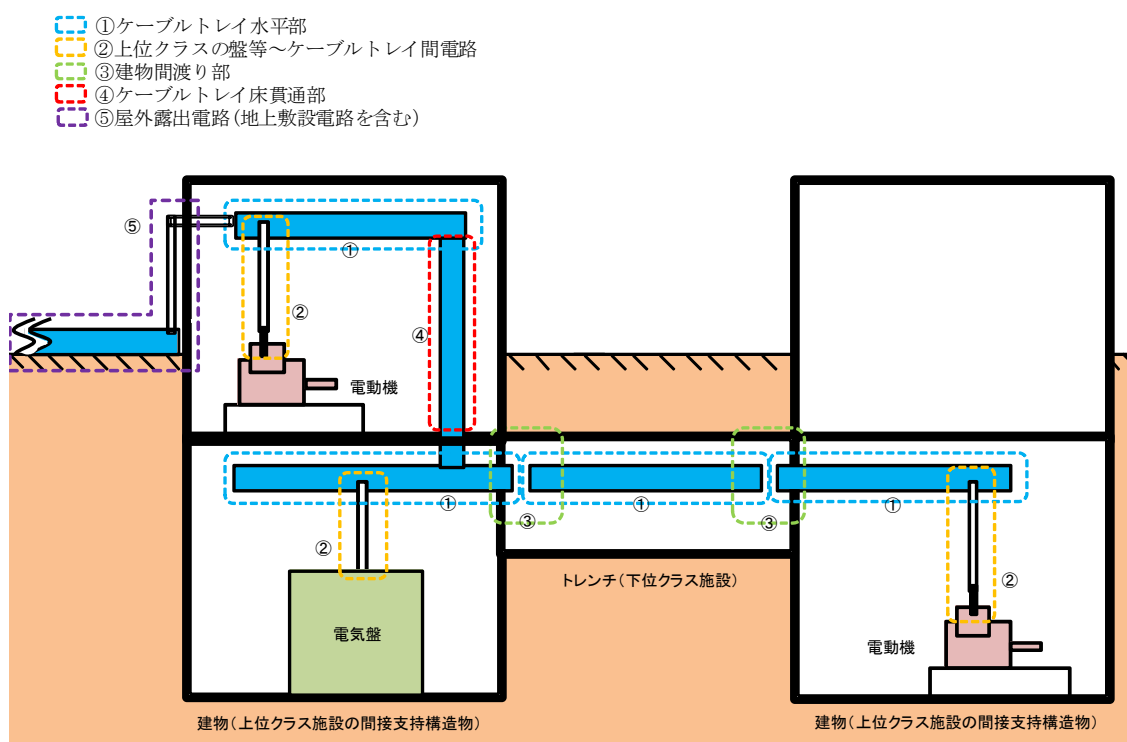 ①ケーブルトレイ水平部
②上位クラスの盤等～ケーブルトレイ間電路
③建物間渡り部
④ケーブルトレイ床貫通部
⑤屋外露出電路(地上敷設電路を含む)
⑤
①
②
④
電動機
①
③
①
③
①
②
電気盤
トレンチ(下位クラス施設)
②
電動機
建物(上位クラス施設の間接支持構造物)
建物(上位クラス施設の間接支持構造物)